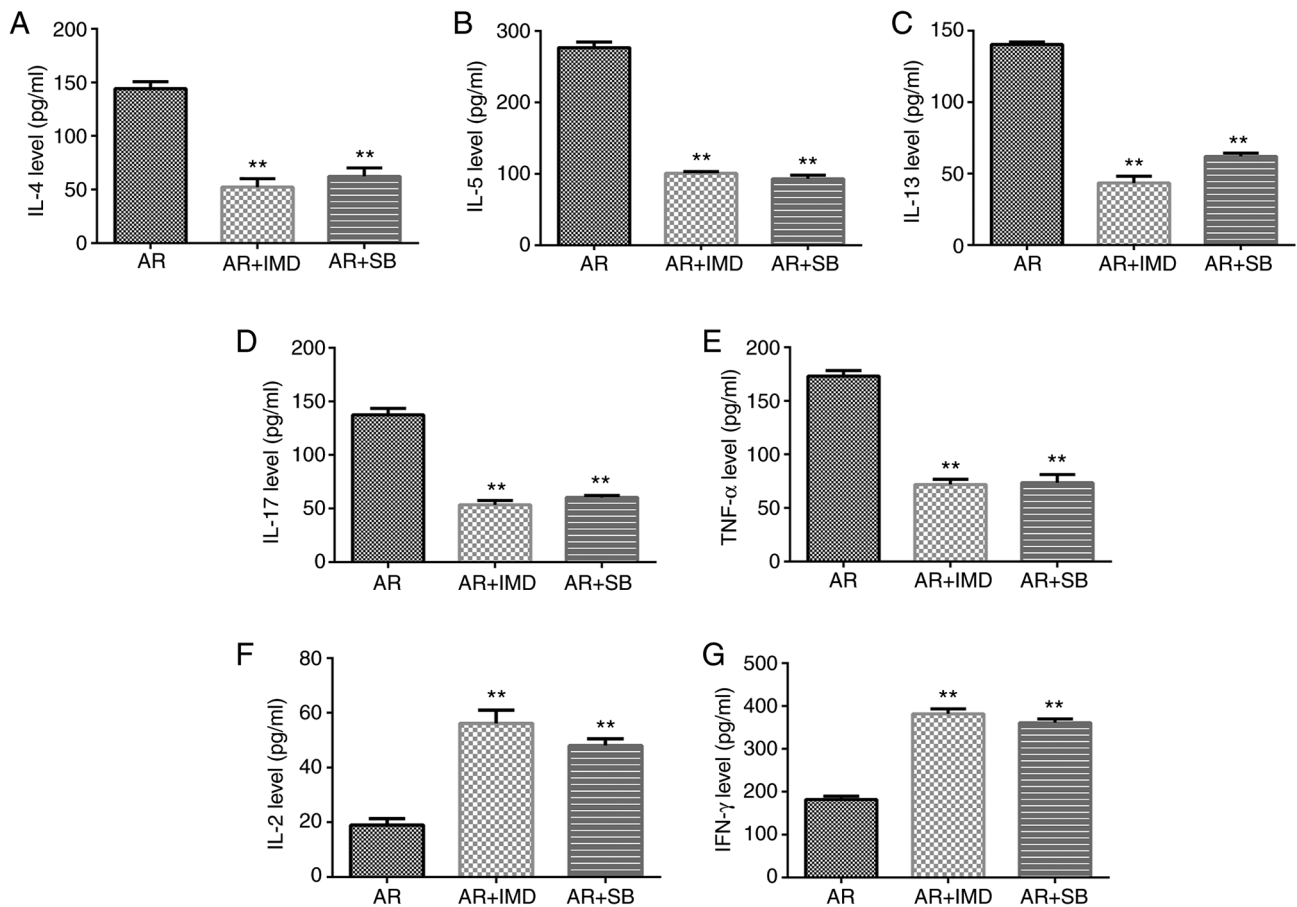 A
IL-4 level (pg/ml)
200
150
100
50
0
**
**
AR
AR+IMD
AR+SB
B
IL-5 level (pg/ml)
300
200
100
0
**
**
AR
AR+IMD
AR+SB
C
IL-13 level (pg/ml)
150
100
50
0
**
**
AR
AR+IMD
AR+SB
D
IL-17 level (pg/ml)
200
150
100
50
0
**
**
AR
AR+IMD
AR+SB
E
TNF-α level (pg/ml)
200
150
100
50
0
**
**
AR
AR+IMD
AR+SB
F
IL-2 level (pg/ml)
80
60
40
20
0
**
**
AR
AR+IMD
AR+SB
G
IFN-γ level (pg/ml)
500
400
300
200
100
0
**
**
AR
AR+IMD
AR+SB